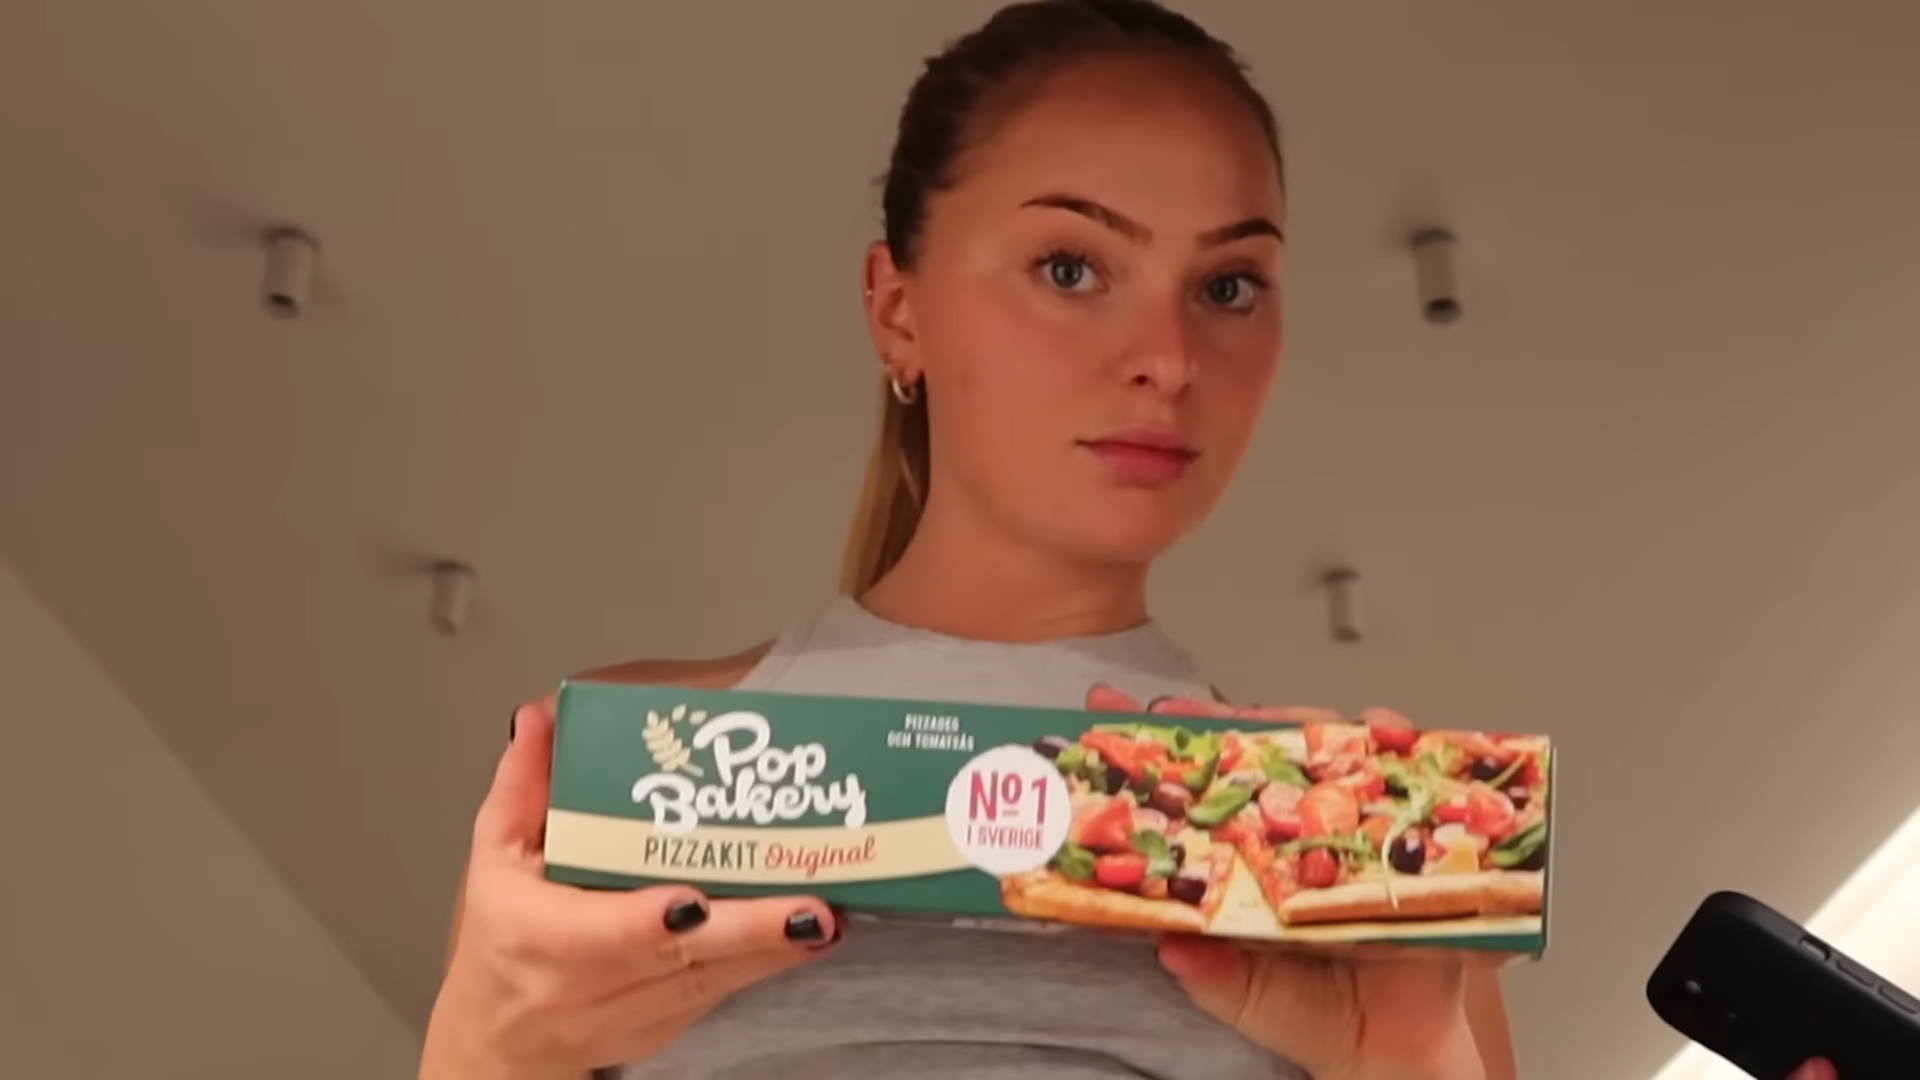 Pop
Bakery
PIZZAKIT Original
PIZZADEG
OCH TOMATSÅS
Nº1
I SVERIGE